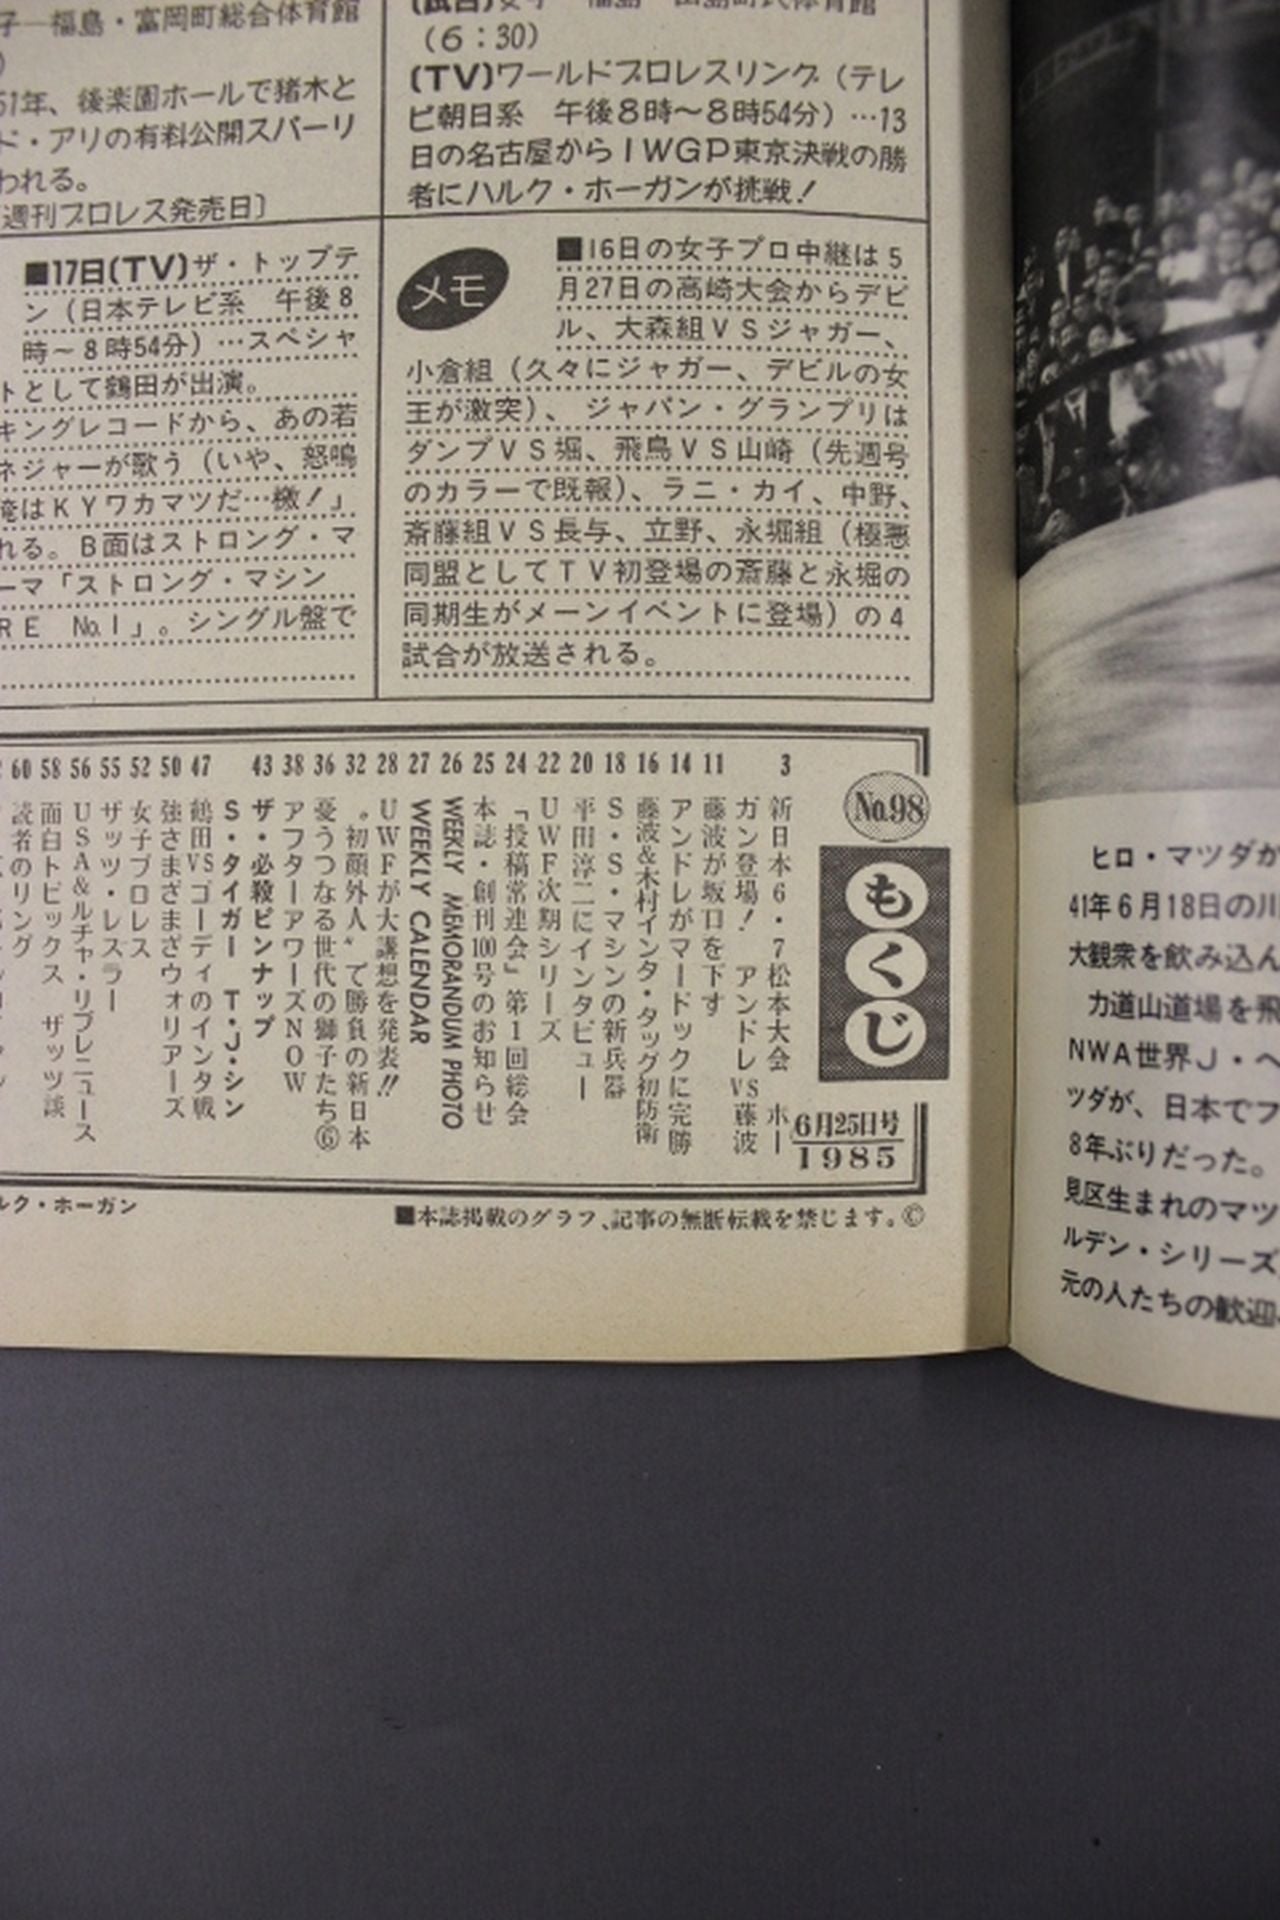 福島・富岡町総合体育館
51年、後楽園ホールで猪木と
ド・アリの有料公開スパーリ
われる。
週刊プロレス発売日〕
■17日(TV)ザ・トップテ
ン（日本テレビ系　午後8
時～8時54分）…スペシャ
トとして鶴田が出演。
キングレコードから、あの若
ネジャーが歌う（いや、怒鳴
俺はKYワカマツだ…檄！」
れる。B面はストロング・マ
ーマ「ストロング・マシン
RE　No.1」。シングル盤で
（6：30）
(TV)ワールドプロレスリング（テレ
ビ朝日系　午後8時～8時54分）…13
日の名古屋からIWGP東京決戦の勝
者にハルク・ホーガンが挑戦！
メモ
■16日の女子プロ中継は5
月27日の高崎大会からデビ
ル、大森組VSジャガー、
小倉組（久々にジャガー、デビルの女
王が激突）、ジャパン・グランプリは
ダンプVS堀、飛鳥VS山崎（先週号
のカラーで既報）、ラニ・カイ、中野、
斎藤組VS長与、立野、永堀組（極悪
同盟としてTV初登場の斎藤と永堀の
同期生がメーンイベントに登場）の4
試合が放送される。
No.98
もくじ
6月25日号
1985
3 新日本6・7松本大会　ホー
ガン登場！　アンドレVS藤波
11 藤波が坂口を下す
14 アンドレがマードックに完勝
16 藤波&木村インタ・タッグ初防衛
18 S・S・マシンの新兵器
20 平田淳二にインタビュー
22 UWF次期シリーズ
24 「投稿常連会」第1回総会
25 本誌・創刊100号のお知らせ
26 WEEKLY MEMORANDUM PHOTO
27 WEEKLY CALENDAR
28 UWFが大講想を発表!!
32 〝初顔外人〟で勝負の新日本
36 憂うつなる世代の獅子たち⑥
38 アフターアワーズNOW
43 ザ・必殺ピンナップ
S・タイガー　T・J・シン
47 鶴田VSゴーディのインタ戦
50 強さまざまざウォリアーズ
52 女子プロレス
55 ザッツ・レスラー
56 USA&ルチャ・リブレニュース
58 面白トピックス　ザッツ談
60 読者のリング
ルク・ホーガン
■本誌掲載のグラフ、記事の無断転載を禁じます。©
ヒロ・マツダが
41年6月18日の川
大観衆を飲み込ん
力道山道場を飛
NWA世界J・ヘ
ツダが、日本でフ
8年ぶりだった。
見区生まれのマツ
ルデン・シリーズ
元の人たちの歓迎